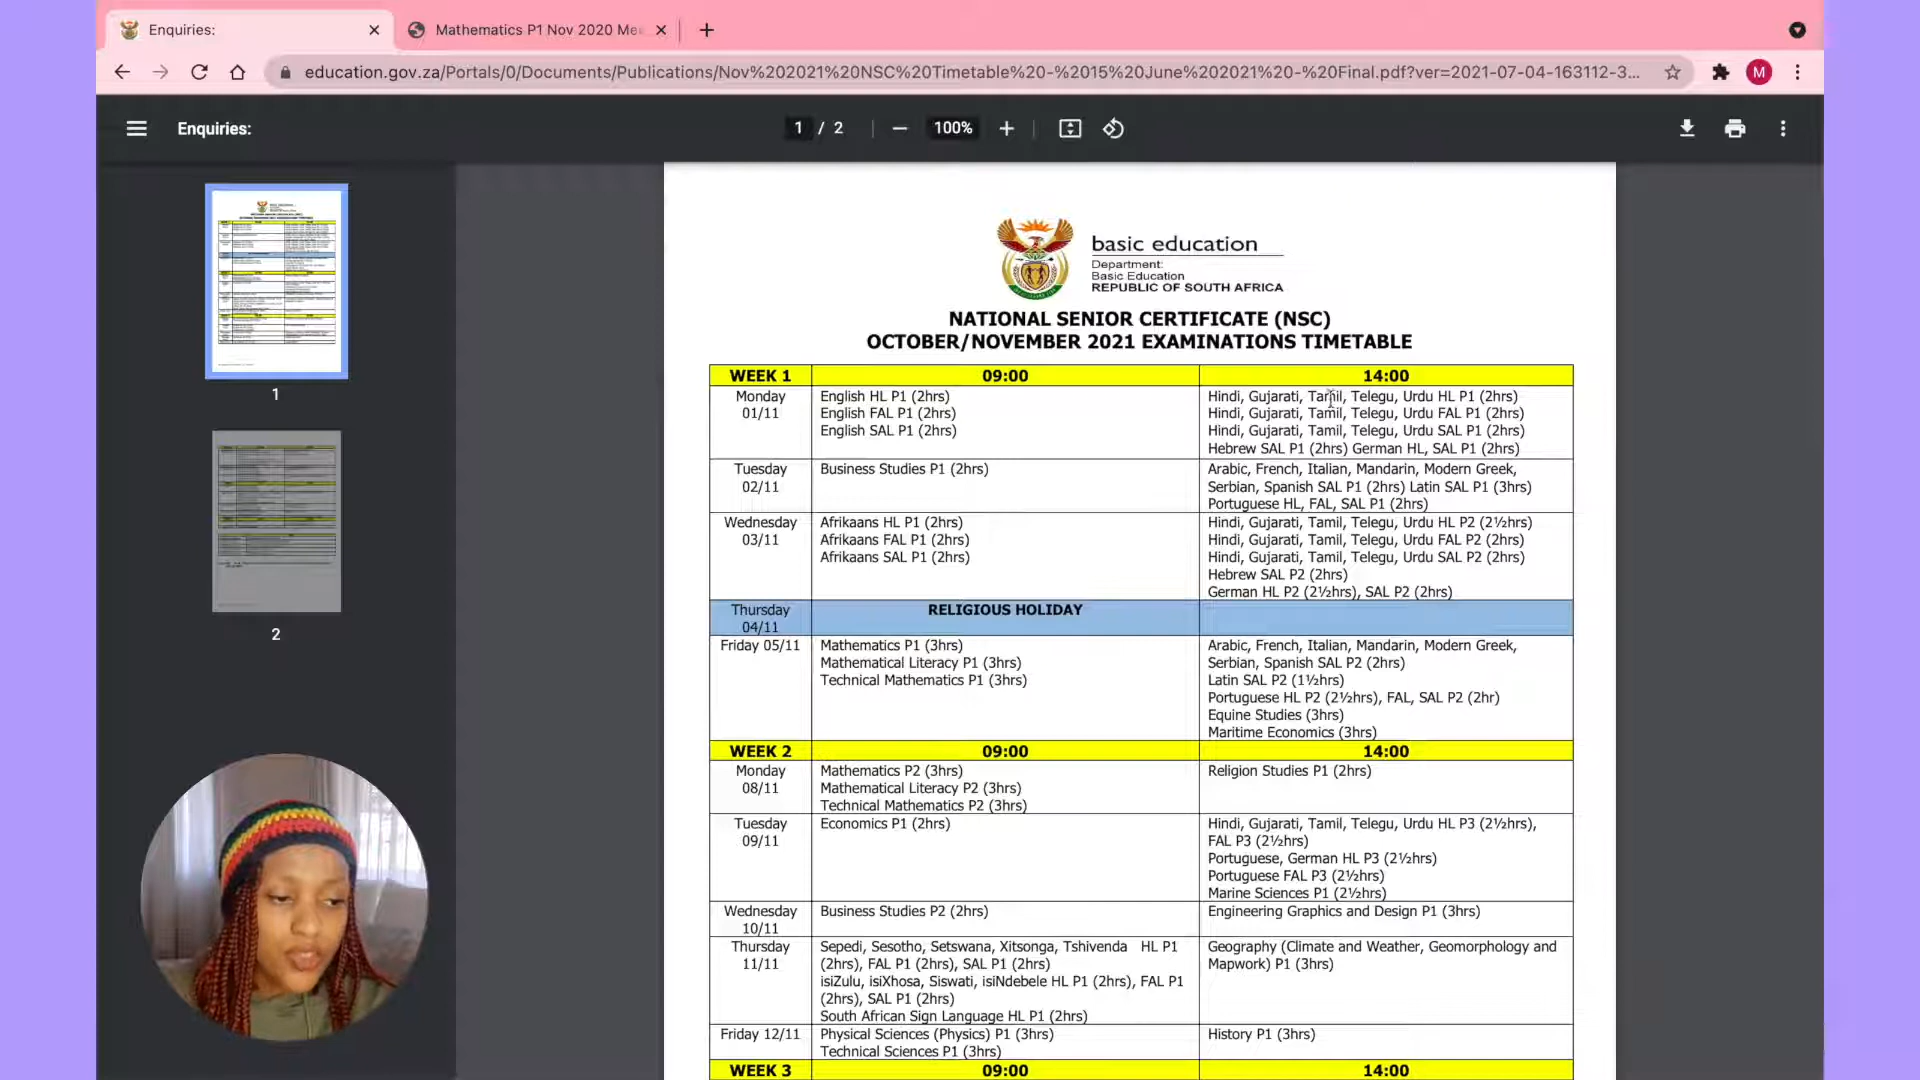 Enquiries:
Mathematics P1 Nov 2020 Me
education.gov.za/Portals/0/Documents/Publications/Nov%202021%20NSC%20Timetable%20-%2015%20June%202021%20-%20Final.pdf?ver=2021-07-04-163112-3...
M
Enquiries:
1 / 2
100%
1
2
basic education
Department:
Basic Education
REPUBLIC OF SOUTH AFRICA
NATIONAL SENIOR CERTIFICATE (NSC)
OCTOBER/NOVEMBER 2021 EXAMINATIONS TIMETABLE
WEEK 1 09:00 14:00
Monday 01/11
English HL P1 (2hrs)
English FAL P1 (2hrs)
English SAL P1 (2hrs)
Hindi, Gujarati, Tamil, Telegu, Urdu HL P1 (2hrs)
Hindi, Gujarati, Tamil, Telegu, Urdu FAL P1 (2hrs)
Hindi, Gujarati, Tamil, Telegu, Urdu SAL P1 (2hrs)
Hebrew SAL P1 (2hrs) German HL, SAL P1 (2hrs)
Tuesday 02/11
Business Studies P1 (2hrs)
Arabic, French, Italian, Mandarin, Modern Greek,
Serbian, Spanish SAL P1 (2hrs) Latin SAL P1 (3hrs)
Portuguese HL, FAL, SAL P1 (2hrs)
Wednesday 03/11
Afrikaans HL P1 (2hrs)
Afrikaans FAL P1 (2hrs)
Afrikaans SAL P1 (2hrs)
Hindi, Gujarati, Tamil, Telegu, Urdu HL P2 (2½hrs)
Hindi, Gujarati, Tamil, Telegu, Urdu FAL P2 (2hrs)
Hindi, Gujarati, Tamil, Telegu, Urdu SAL P2 (2hrs)
Hebrew SAL P2 (2hrs)
German HL P2 (2½hrs), SAL P2 (2hrs)
Thursday 04/11
RELIGIOUS HOLIDAY
Friday 05/11
Mathematics P1 (3hrs)
Mathematical Literacy P1 (3hrs)
Technical Mathematics P1 (3hrs)
Arabic, French, Italian, Mandarin, Modern Greek,
Serbian, Spanish SAL P2 (2hrs)
Latin SAL P2 (1½hrs)
Portuguese HL P2 (2½hrs), FAL, SAL P2 (2hr)
Equine Studies (3hrs)
Maritime Economics (3hrs)
WEEK 2 09:00 14:00
Monday 08/11
Mathematics P2 (3hrs)
Mathematical Literacy P2 (3hrs)
Technical Mathematics P2 (3hrs)
Religion Studies P1 (2hrs)
Tuesday 09/11
Economics P1 (2hrs)
Hindi, Gujarati, Tamil, Telegu, Urdu HL P3 (2½hrs),
FAL P3 (2½hrs)
Portuguese, German HL P3 (2½hrs)
Portuguese FAL P3 (2½hrs)
Marine Sciences P1 (2½hrs)
Wednesday 10/11
Business Studies P2 (2hrs)
Engineering Graphics and Design P1 (3hrs)
Thursday 11/11
Sepedi, Sesotho, Setswana, Xitsonga, Tshivenda HL P1
(2hrs), FAL P1 (2hrs), SAL P1 (2hrs)
isiZulu, isiXhosa, Siswati, isiNdebele HL P1 (2hrs), FAL P1
(2hrs), SAL P1 (2hrs)
South African Sign Language HL P1 (2hrs)
Geography (Climate and Weather, Geomorphology and
Mapwork) P1 (3hrs)
Friday 12/11
Physical Sciences (Physics) P1 (3hrs)
Technical Sciences P1 (3hrs)
History P1 (3hrs)
WEEK 3 09:00 14:00